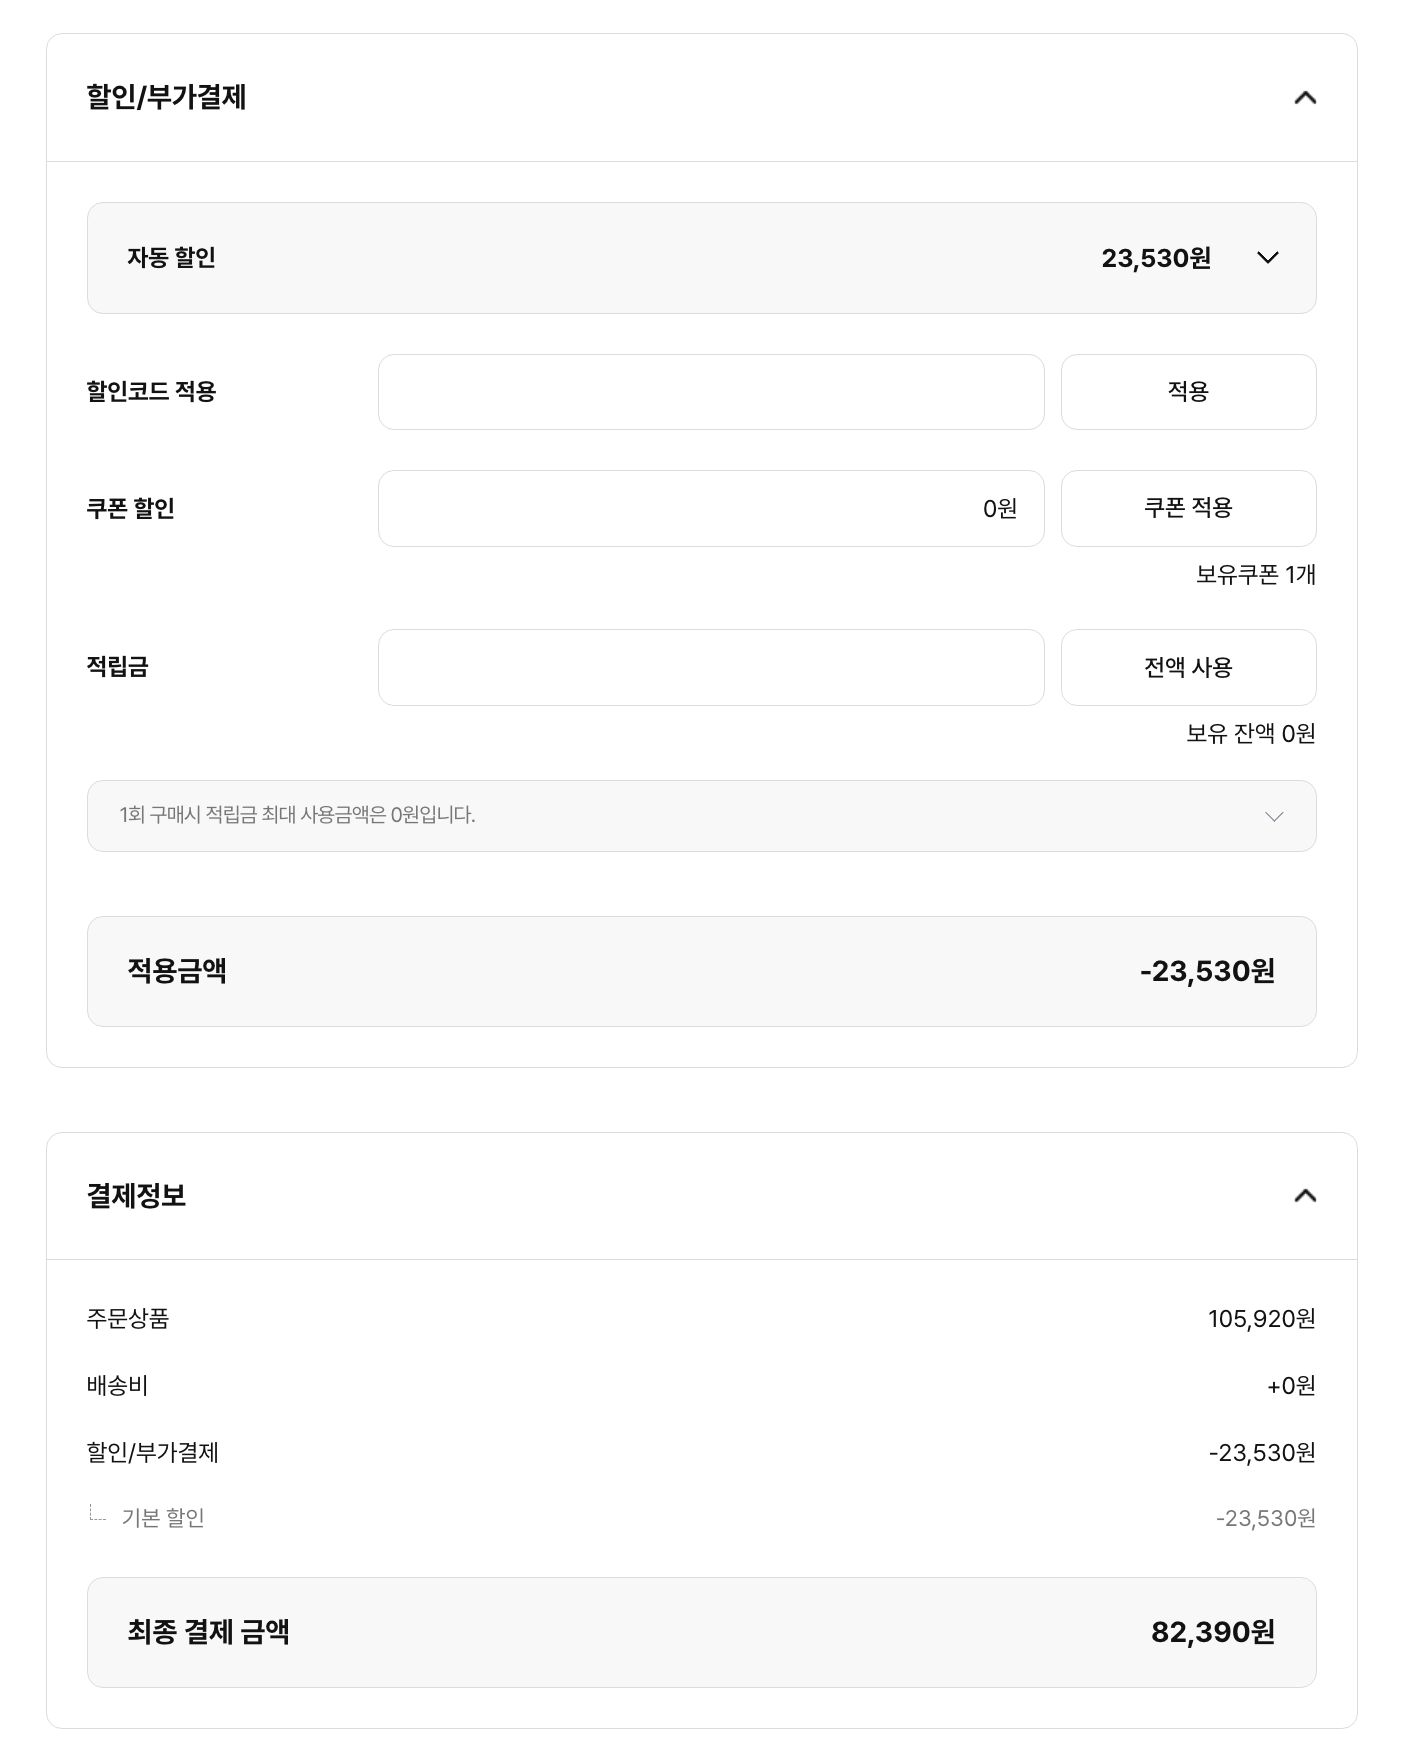 할인/부가결제
자동 할인 23,530원
할인코드 적용 적용
쿠폰 할인 0원 쿠폰 적용
보유쿠폰 1개
적립금 전액 사용
보유 잔액 0원
1회 구매시 적립금 최대 사용금액은 0원입니다.
적용금액 -23,530원
결제정보
주문상품 105,920원
배송비 +0원
할인/부가결제 -23,530원
기본 할인 -23,530원
최종 결제 금액 82,390원